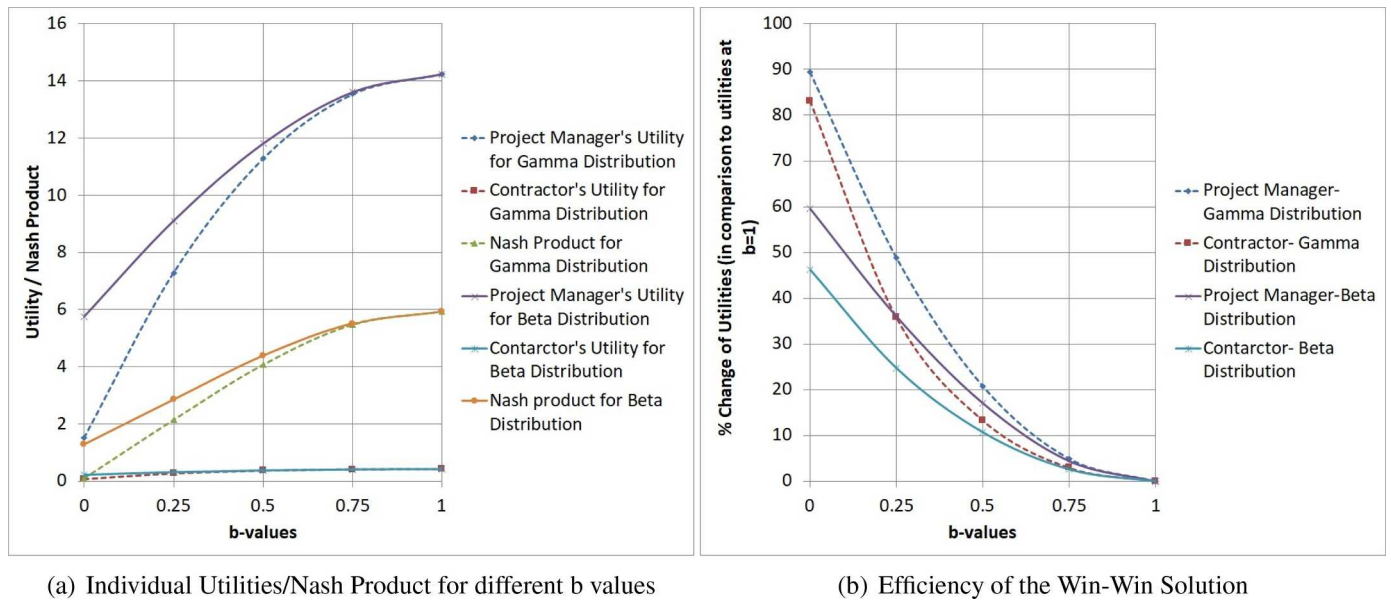 16
14
12
10
8
6
4
2
0
Utility / Nash Product
0
0.25
0.5
0.75
1
b-values
Project Manager's Utility
for Gamma Distribution
Contractor's Utility for
Gamma Distribution
Nash Product for
Gamma Distribution
Project Manager's Utility
for Beta Distribution
Contarctor's Utility for
Beta Distribution
Nash product for Beta
Distribution
100
90
80
70
60
50
40
30
20
10
0
% Change of Utilities (in comparison to utilities at
b=1)
0
0.25
0.5
0.75
1
b-values
Project Manager-
Gamma Distribution
Contractor- Gamma
Distribution
Project Manager-Beta
Distribution
Contarctor- Beta
Distribution
(a) Individual Utilities/Nash Product for different b values
(b) Efficiency of the Win-Win Solution